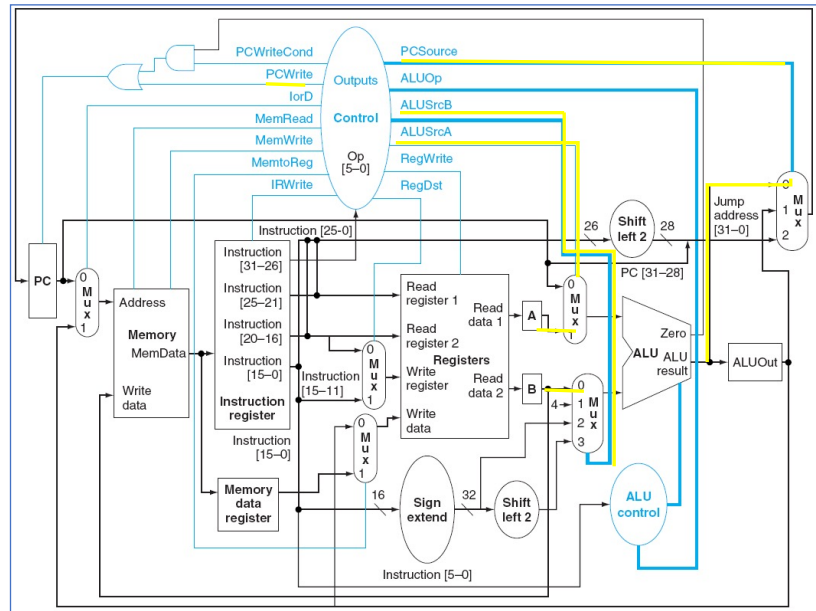 PCWriteCond
PCSource
PCWrite
Outputs
ALUOp
IorD
ALUSrcB
MemRead
Control
ALUSrcA
MemWrite
RegWrite
MemtoReg
Op
[5–0]
IRWrite
RegDst
0
Jump
address
[31–0]
1
M
u
x
2
Instruction [25-0]
26
Shift
left 2
28
Instruction
[31–26]
PC [31–28]
PC
0
M
u
x
1
Address
Memory
MemData
Write
data
Instruction
[25–21]
Instruction
[20–16]
Instruction
[15–0]
Instruction
register
Read
register 1
Read
register 2
Registers
Write
register
Write
data
Read
data 1
Read
data 2
A
B
0
M
u
x
1
Zero
ALU
ALU
result
ALUOut
0
M
u
x
1
Instruction
[15–11]
0
4
1
M
u
x
2
3
Instruction
[15–0]
0
M
u
x
1
Memory
data
register
16
Sign
extend
32
Shift
left 2
ALU
control
Instruction [5–0]